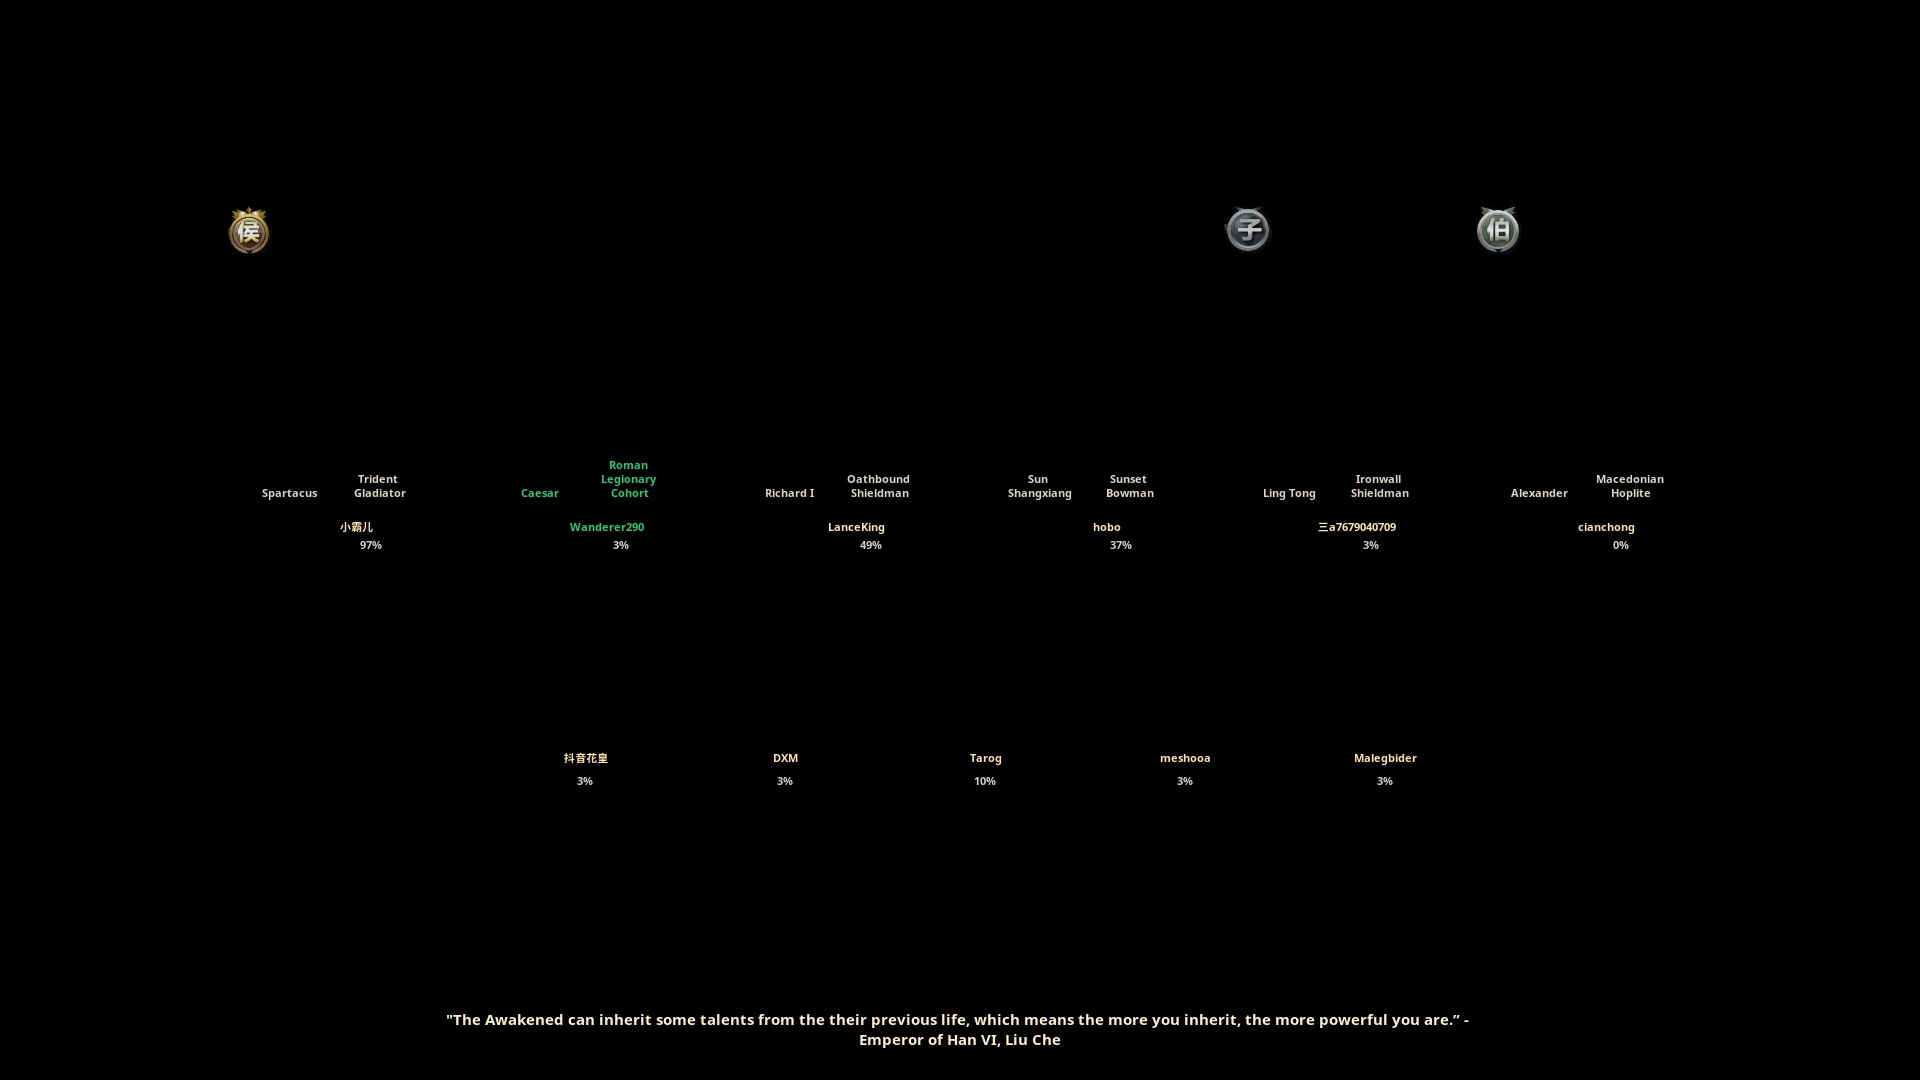 侯
子
伯
Spartacus
Trident
Gladiator
Caesar
Roman
Legionary
Cohort
Richard I
Oathbound
Shieldman
Sun
Shangxiang
Sunset
Bowman
Ling Tong
Ironwall
Shieldman
Alexander
Macedonian
Hoplite
小霸儿
Wanderer290
LanceKing
hobo
三a7679040709
cianchong
97%
3%
49%
37%
3%
0%
抖音花皇
DXM
Tarog
meshooa
Malegbider
3%
3%
10%
3%
3%
"The Awakened can inherit some talents from the their previous life, which means the more you inherit, the more powerful you are.” -
Emperor of Han VI, Liu Che